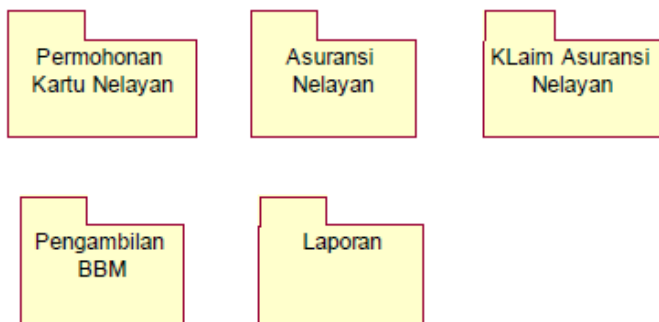 Permohonan
Kartu Nelayan
Asuransi
Nelayan
KLaim Asuransi
Nelayan
Pengambilan
BBM
Laporan